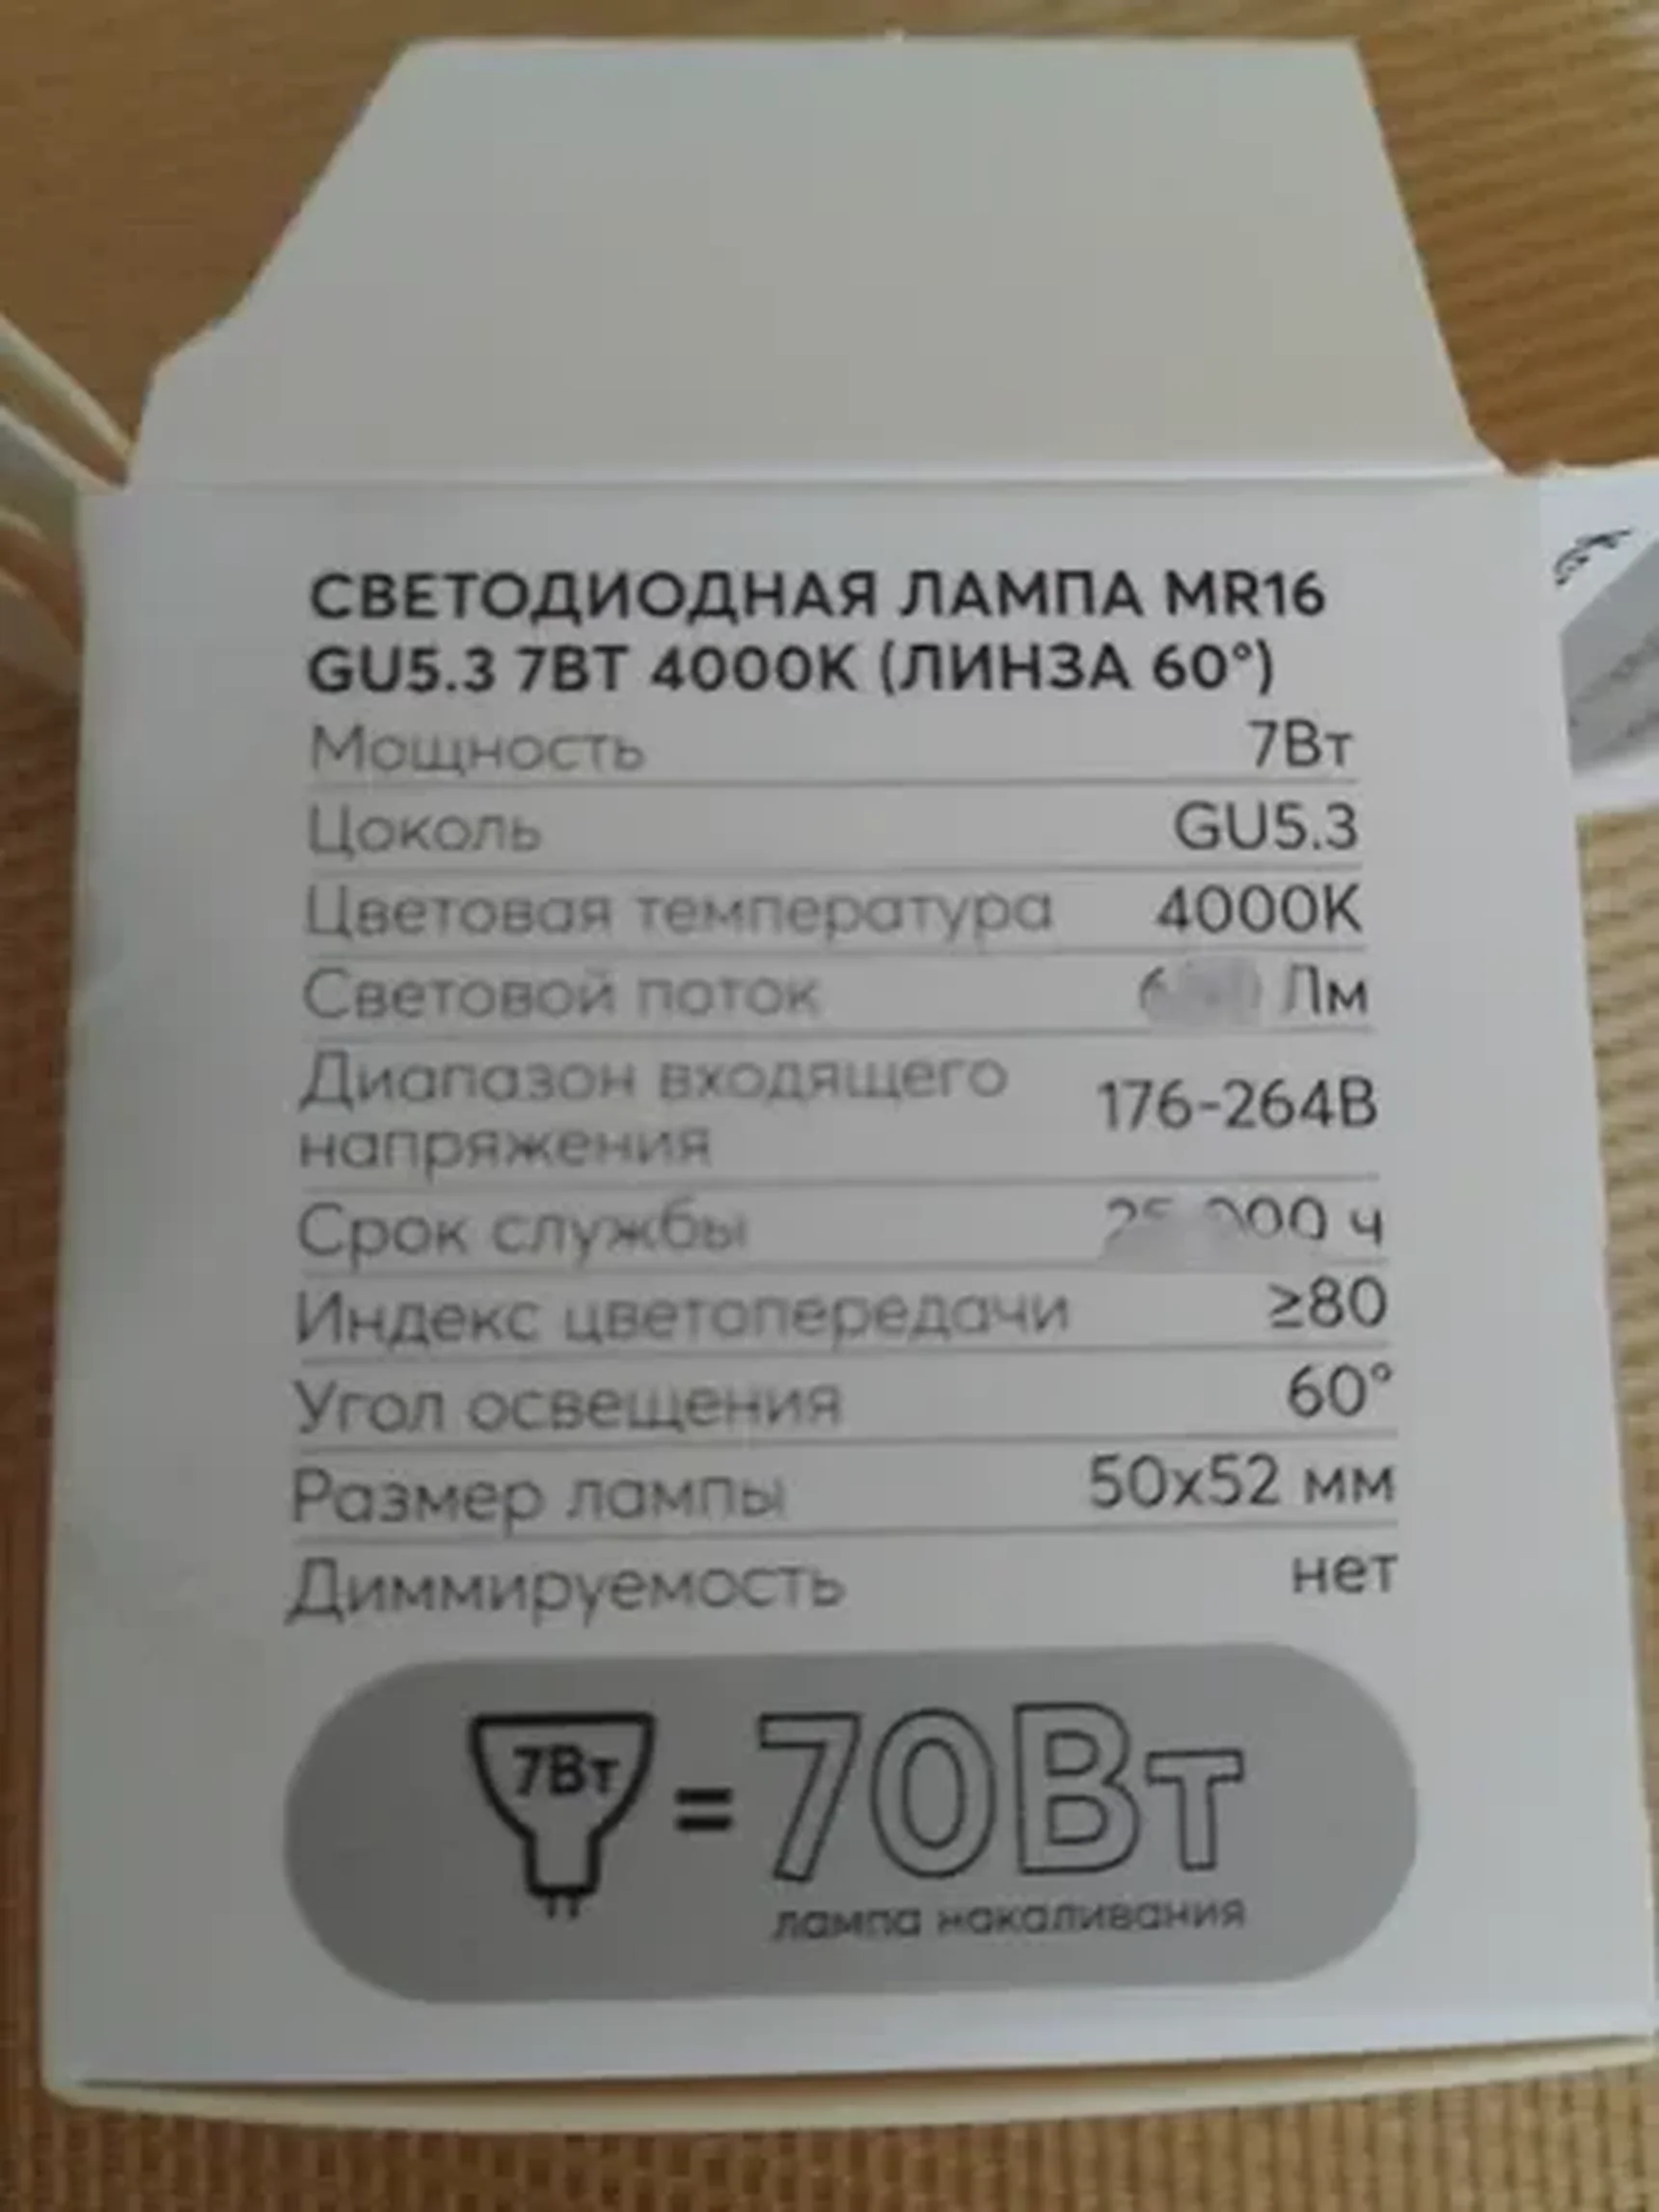 СВЕТОДИОДНАЯ ЛАМПА MR16
GU5.3 7ВТ 4000K (ЛИНЗА 60°)
Мощность 7Вт
Цоколь GU5.3
Цветовая температура 4000K
Световой поток Лм
Диапазон входящего
напряжения 176-264В
Срок службы ч
Индекс цветопередачи ≥80
Угол освещения 60°
Размер лампы 50x52 мм
Диммируемость нет
7Вт = 70Вт
лампа накаливания